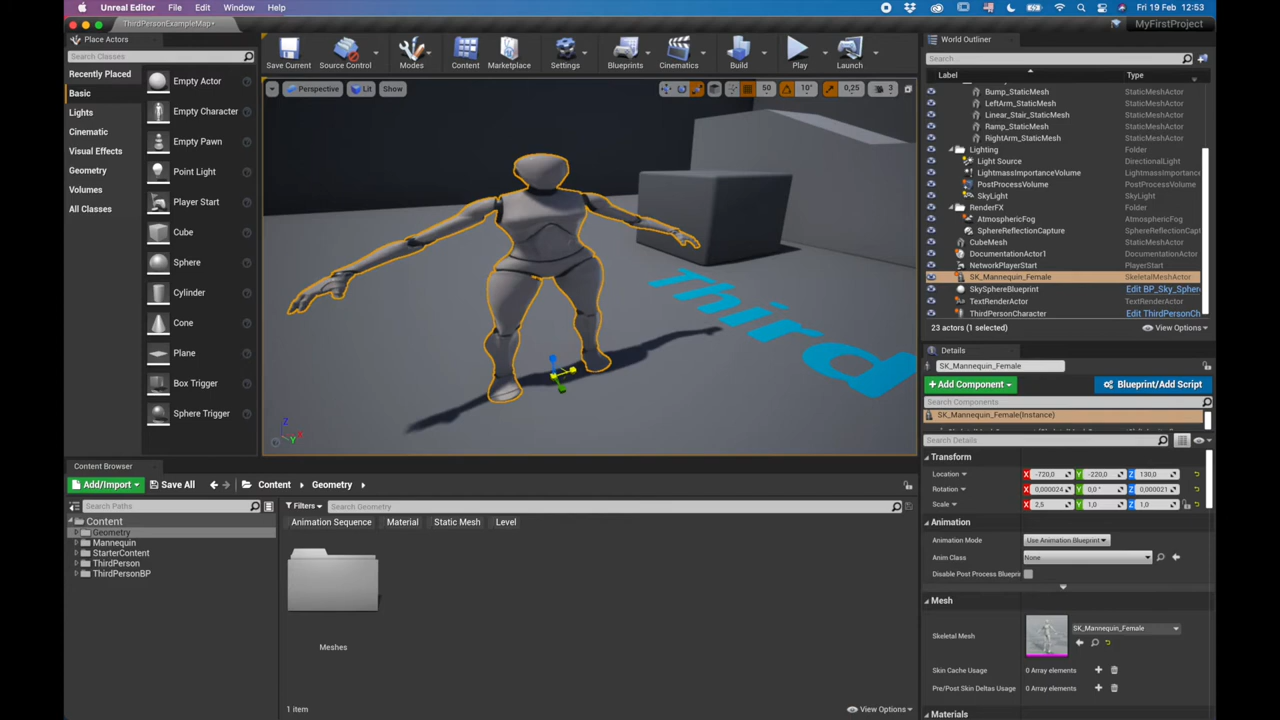 Unreal Editor File Edit Window Help
Fri 19 Feb 12:53
ThirdPersonExampleMap*
MyFirstProject
Place Actors
Search Classes
Recently Placed
Basic
Lights
Cinematic
Visual Effects
Geometry
Volumes
All Classes
Empty Actor
Empty Character
Empty Pawn
Point Light
Player Start
Cube
Sphere
Cylinder
Cone
Plane
Box Trigger
Sphere Trigger
Save Current
Source Control
Modes
Content
Marketplace
Settings
Blueprints
Cinematics
Build
Play
Launch
Perspective Lit Show
50 10° 0,25 3
Third
Z
X
Y
World Outliner
Search...
Label Type
Bump_StaticMesh StaticMeshActor
LeftArm_StaticMesh StaticMeshActor
Linear_Stair_StaticMesh StaticMeshActor
Ramp_StaticMesh StaticMeshActor
RightArm_StaticMesh StaticMeshActor
Lighting Folder
Light Source DirectionalLight
LightmassImportanceVolume LightmassImportance
PostProcessVolume PostProcessVolume
SkyLight SkyLight
RenderFX Folder
AtmosphericFog AtmosphericFog
SphereReflectionCapture SphereReflectionCapt
CubeMesh StaticMeshActor
DocumentationActor1 DocumentationActor
NetworkPlayerStart PlayerStart
SK_Mannequin_Female SkeletalMeshActor
SkySphereBlueprint Edit BP_Sky_Sphere
TextRenderActor TextRenderActor
ThirdPersonCharacter Edit ThirdPersonCh
23 actors (1 selected) View Options
Details
SK_Mannequin_Female
Add Component Blueprint/Add Script
Search Components
SK_Mannequin_Female(Instance)
Search Details
Transform
Location X -720,0 Y -220,0 Z 130,0
Rotation X 0,000024 Y 0,0 ° Z 0,000021
Scale X 2,5 Y 1,0 Z 1,0
Animation
Animation Mode Use Animation Blueprint
Anim Class None
Disable Post Process Blueprin
Mesh
Skeletal Mesh SK_Mannequin_Female
Skin Cache Usage 0 Array elements
Pre/Post Skin Deltas Usage 0 Array elements
Materials
Content Browser
Add/Import Save All Content Geometry
Search Paths
Filters Search Geometry
Content
Geometry
Mannequin
StarterContent
ThirdPerson
ThirdPersonBP
Animation Sequence Material Static Mesh Level
Meshes
1 item View Options